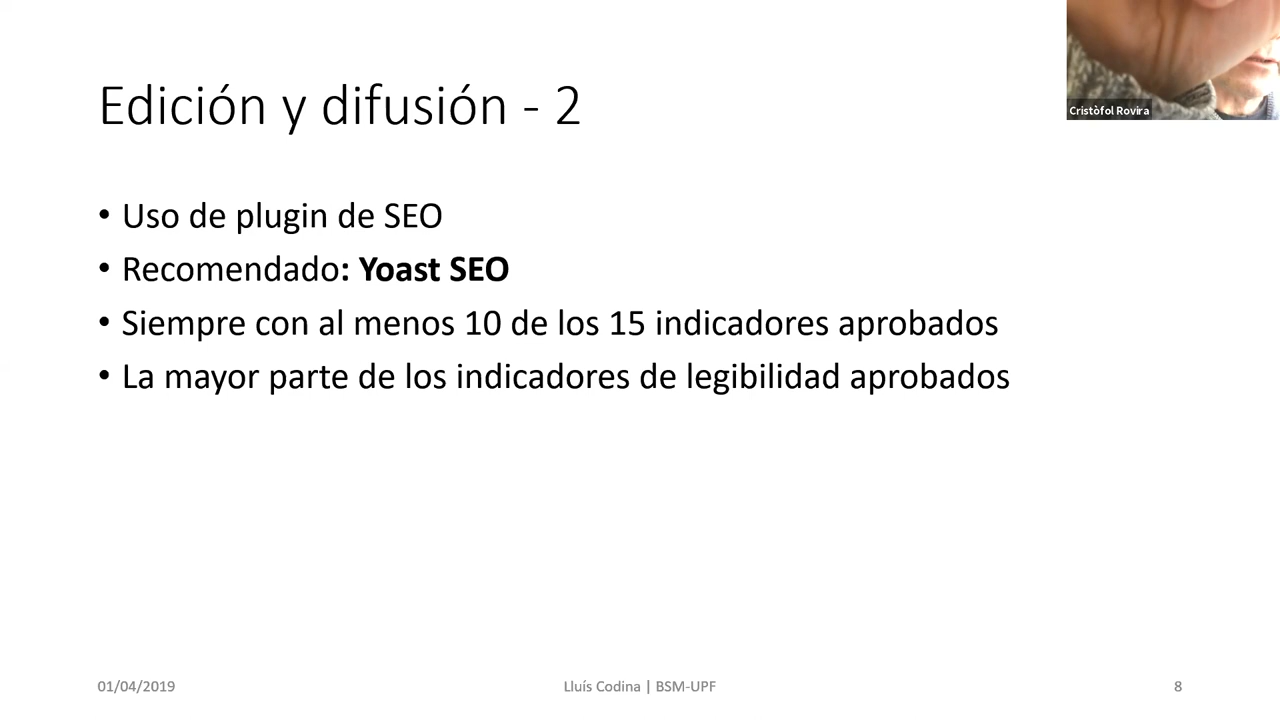 Cristòfol Rovira
Edición y difusión - 2
• Uso de plugin de SEO
• Recomendado: Yoast SEO
• Siempre con al menos 10 de los 15 indicadores aprobados
• La mayor parte de los indicadores de legibilidad aprobados
01/04/2019
Lluís Codina | BSM-UPF
8